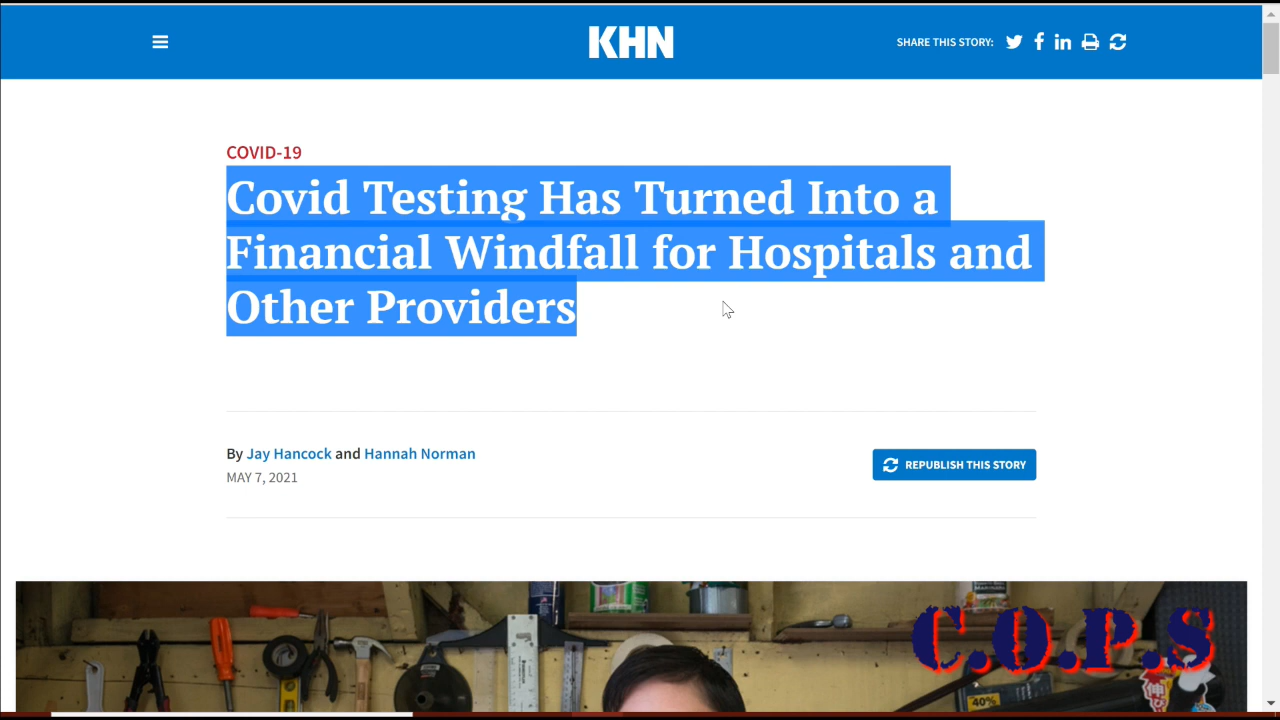 KHN
SHARE THIS STORY:
COVID-19
Covid Testing Has Turned Into a
Financial Windfall for Hospitals and
Other Providers
By Jay Hancock and Hannah Norman
MAY 7, 2021
REPUBLISH THIS STORY
C.O.P.S
40%